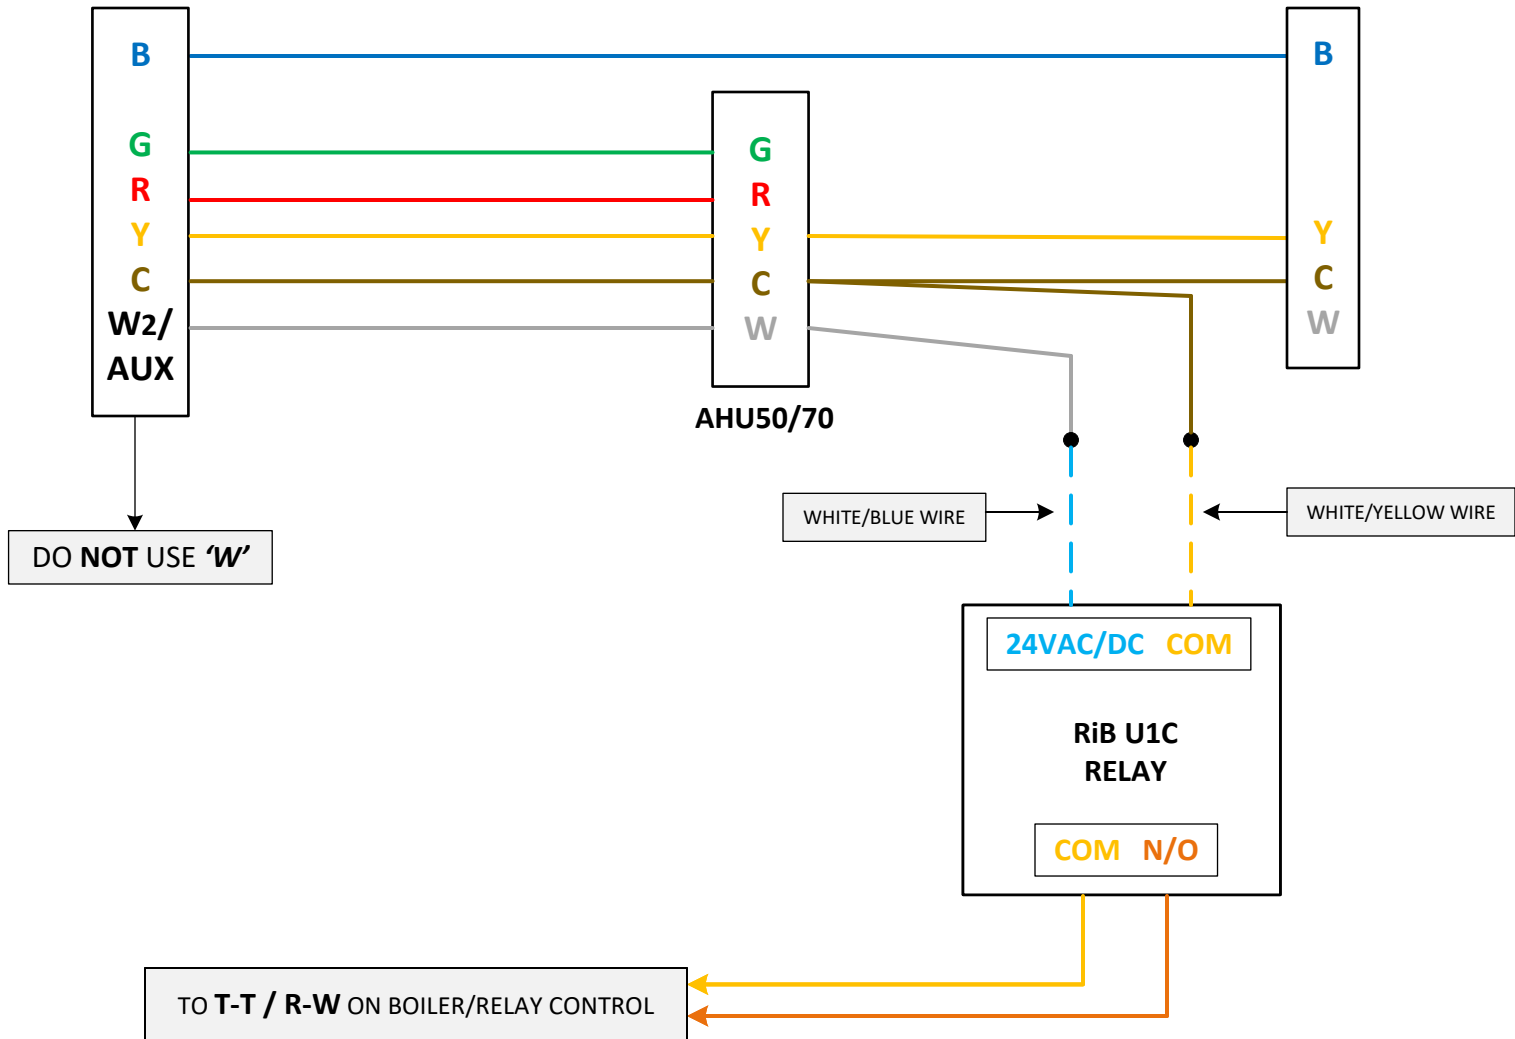 B
G
R
Y
C
W2/
AUX
DO NOT USE ‘W’
G
R
Y
C
W
AHU50/70
B
Y
C
W
WHITE/BLUE WIRE
WHITE/YELLOW WIRE
24VAC/DC COM
RiB U1C
RELAY
COM N/O
TO T-T / R-W ON BOILER/RELAY CONTROL